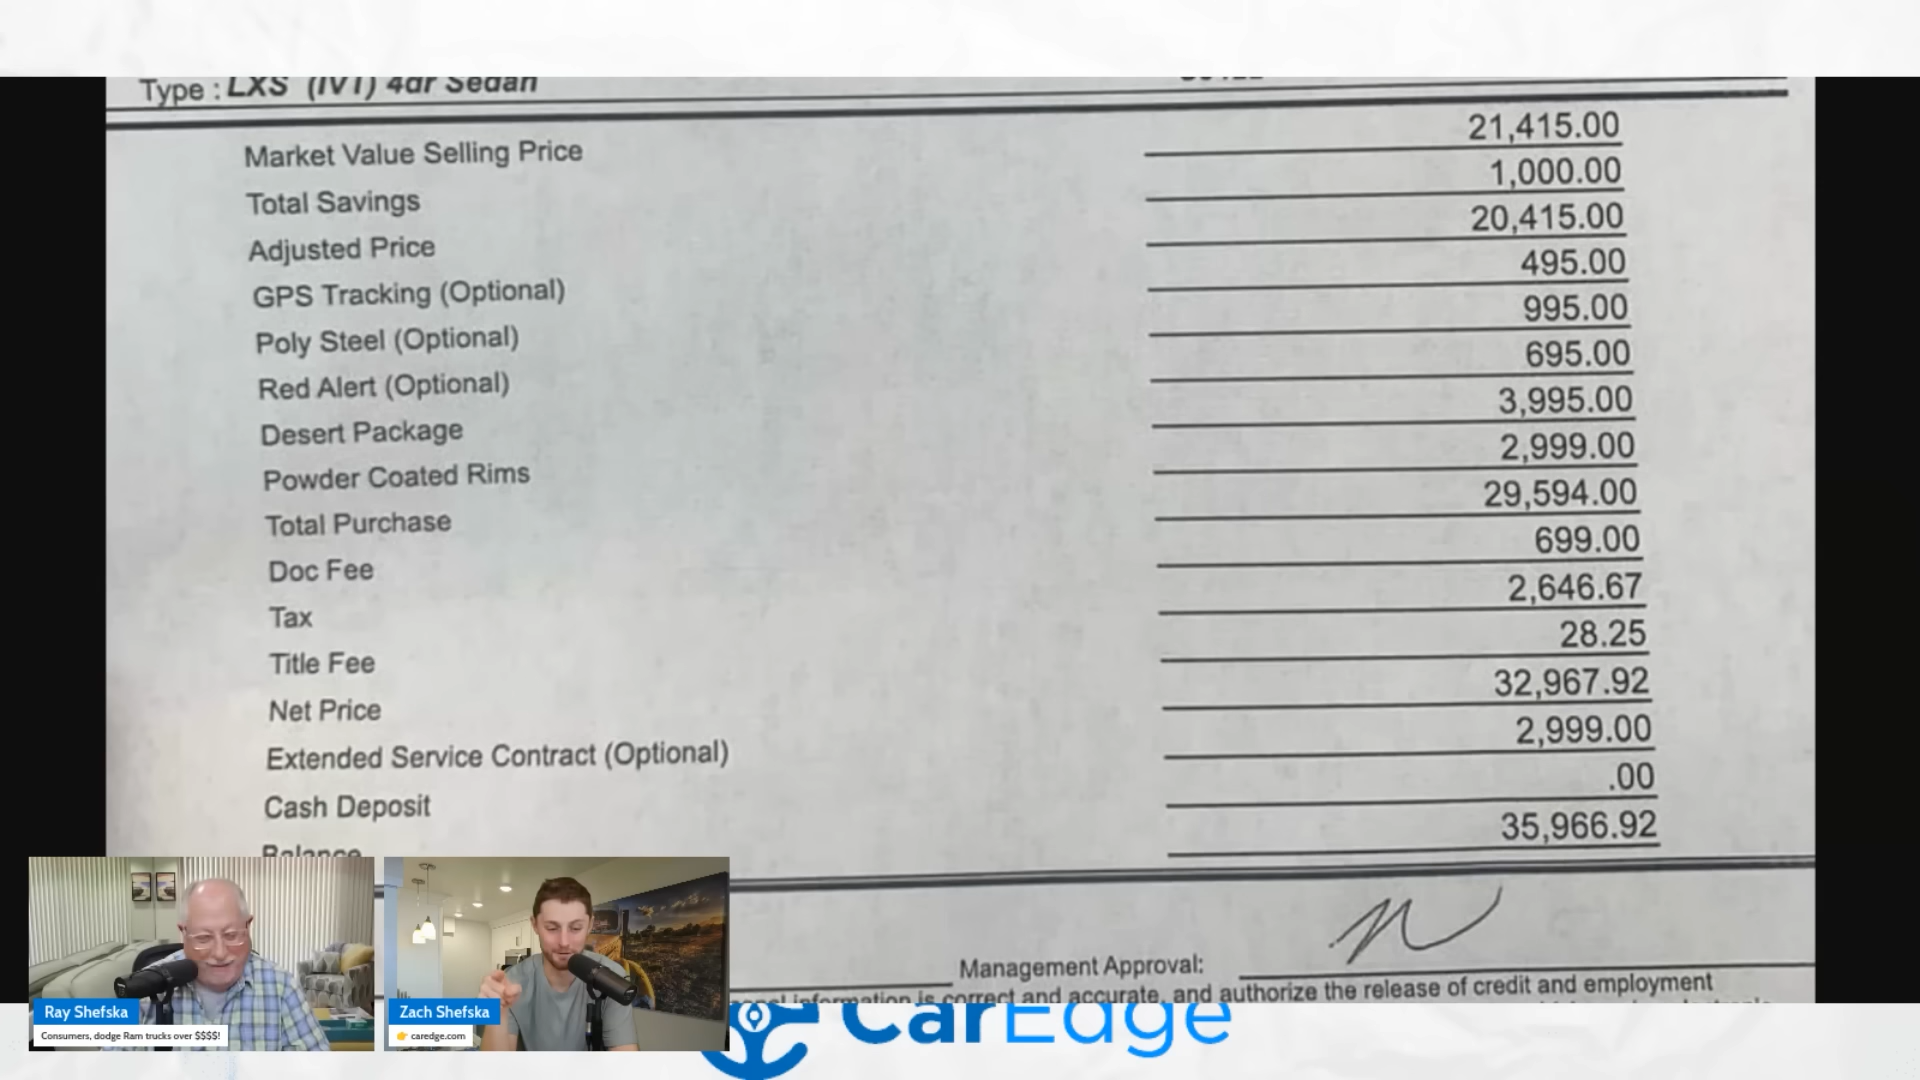 Type : LXS (IVT) 4dr Sedan
Market Value Selling Price 21,415.00
Total Savings 1,000.00
Adjusted Price 20,415.00
GPS Tracking (Optional) 495.00
Poly Steel (Optional) 995.00
Red Alert (Optional) 695.00
Desert Package 3,995.00
Powder Coated Rims 2,999.00
Total Purchase 29,594.00
Doc Fee 699.00
Tax 2,646.67
Title Fee 28.25
Net Price 32,967.92
Extended Service Contract (Optional) 2,999.00
Cash Deposit .00
Balance 35,966.92
Management Approval:
information is correct and accurate, and authorize the release of credit and employment
Ray Shefska
Consumers, dodge Ram trucks over $$$$!
Zach Shefska
👉 caredge.com
CarEdge